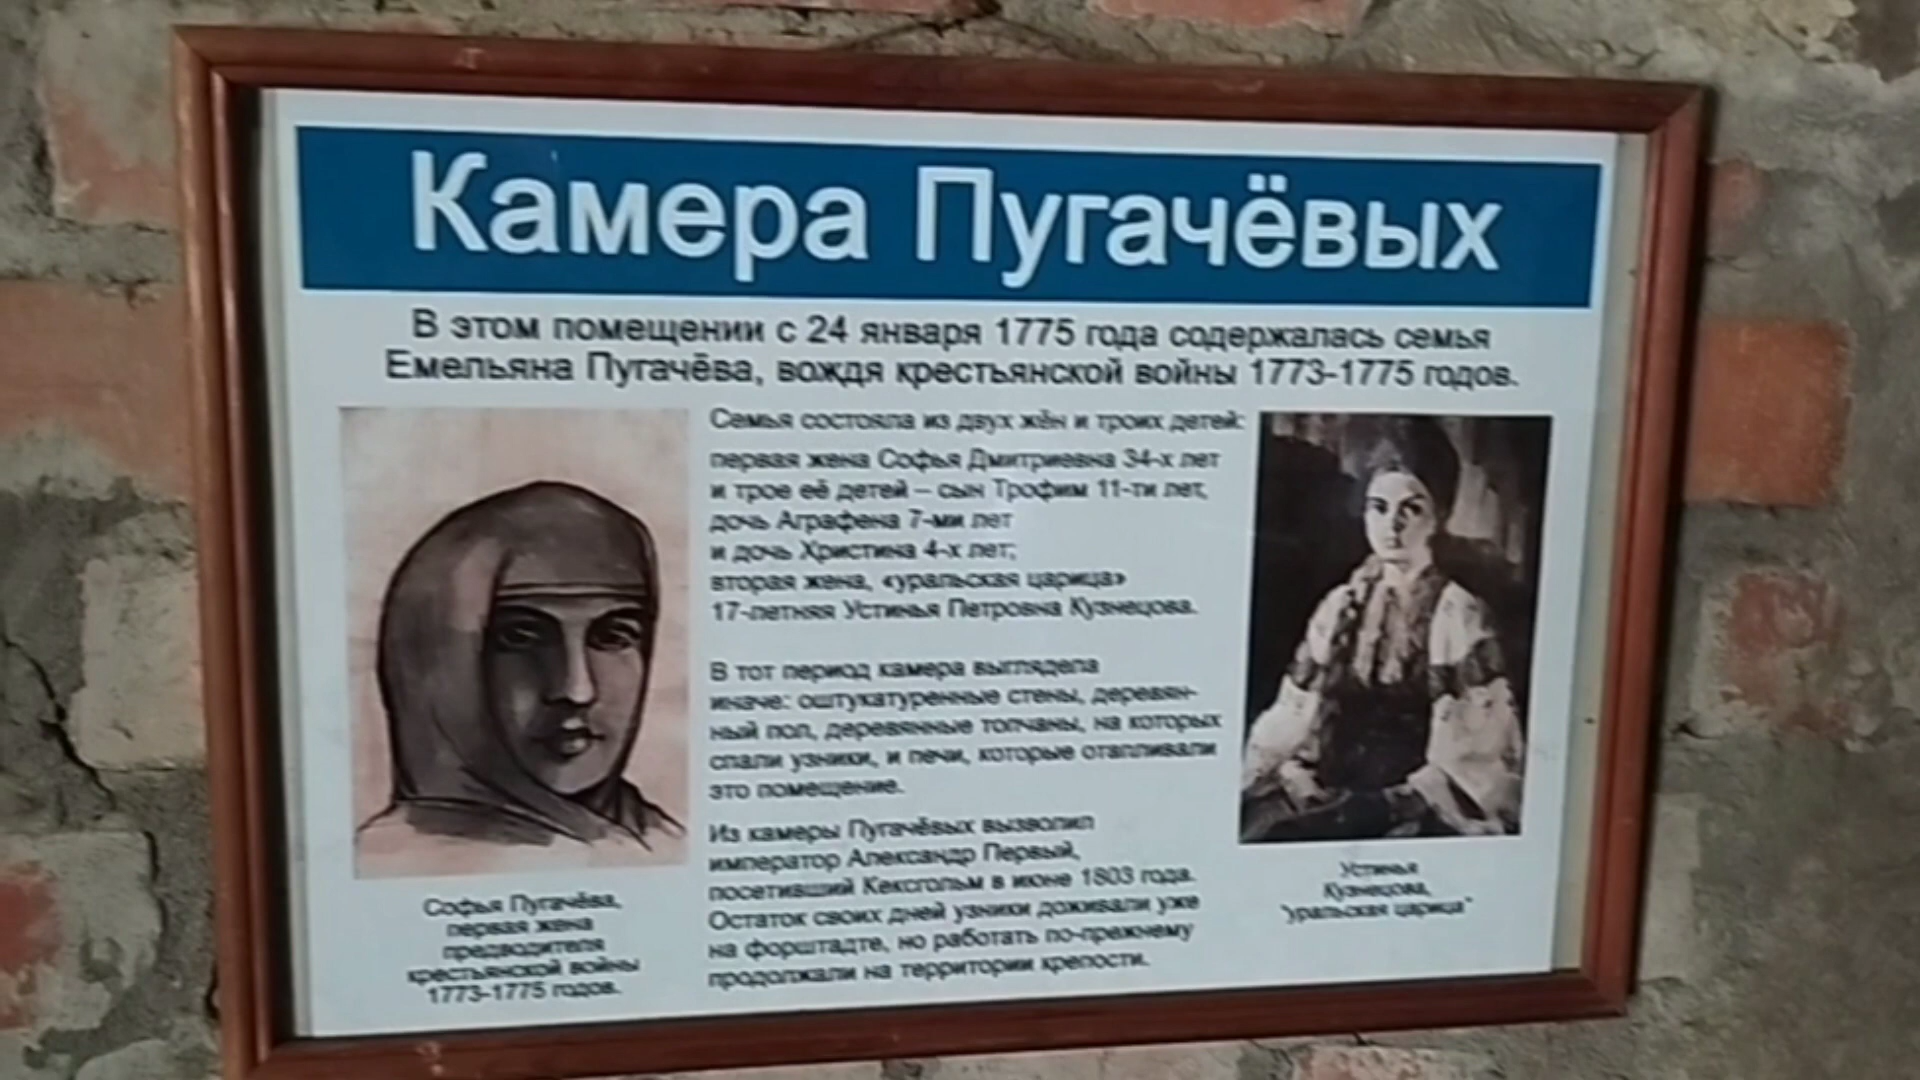 Камера Пугачёвых
В этом помещении с 24 января 1775 года содержалась семья
Емельяна Пугачёва, вождя крестьянской войны 1773-1775 годов.
Семья состояла из двух жён и троих детей:
первая жена Софья Дмитриевна 34-х лет
и трое её детей – сын Трофим 11-ти лет,
дочь Аграфена 7-ми лет
и дочь Христина 4-х лет;
вторая жена, «уральская царица»
17-летняя Устинья Петровна Кузнецова.
В тот период камера выглядела
иначе: оштукатуренные стены, деревян-
ный пол, деревянные топчаны, на которых
спали узники, и печи, которые отапливали
это помещение.
Из камеры Пугачёвых вызволил
император Александр Первый,
посетивший Кексгольм в июне 1803 года.
Остаток своих дней узники доживали уже
на форштадте, но работать по-прежнему
продолжали на территории крепости.
Софья Пугачёва,
первая жена
предводителя
крестьянской войны
1773-1775 годов.
Устинья
Кузнецова,
"уральская царица"